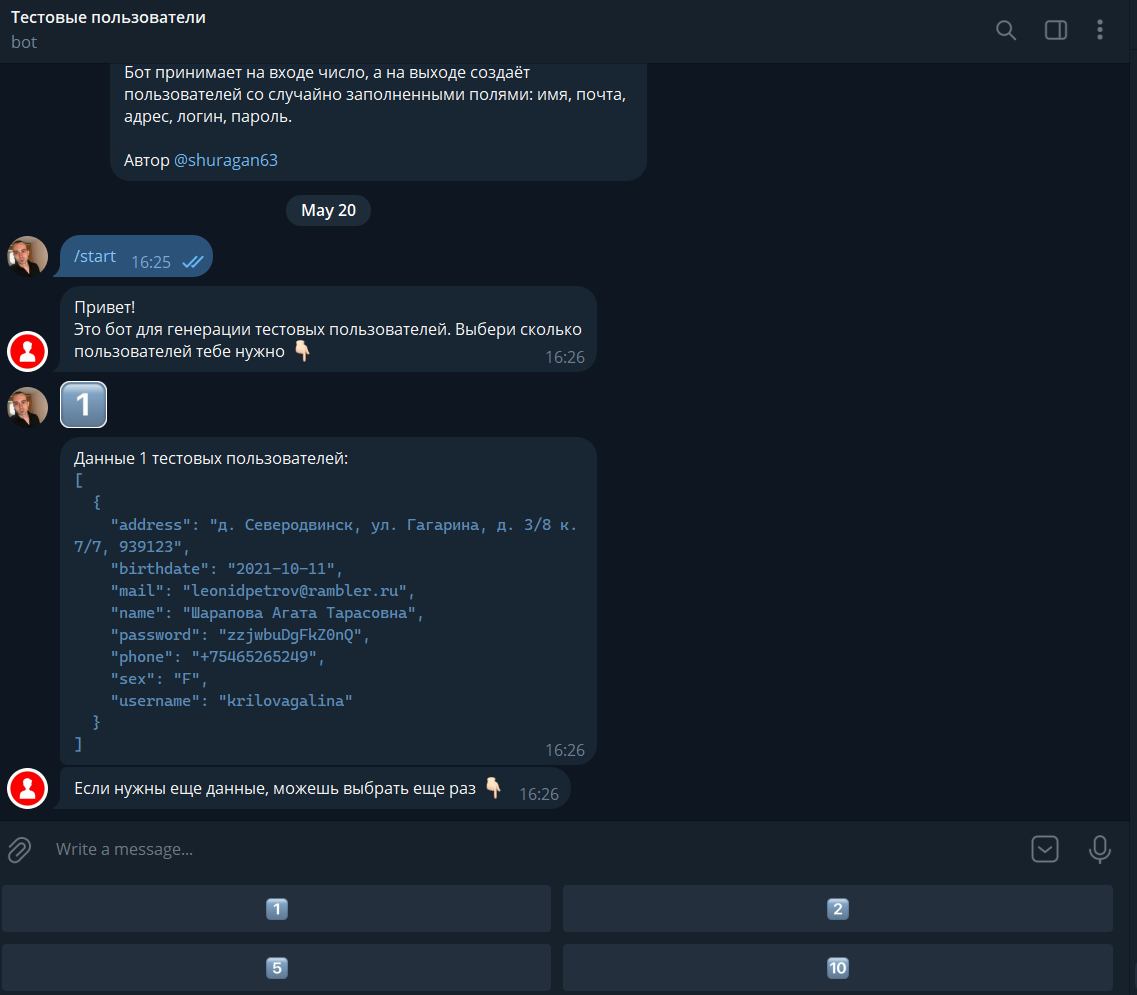 Тестовые пользователи
bot
Бот принимает на входе число, а на выходе создаёт
пользователей со случайно заполненными полями: имя, почта,
адрес, логин, пароль.
Автор @shuragan63
May 20
/start 16:25
Привет!
Это бот для генерации тестовых пользователей. Выбери сколько
пользователей тебе нужно 👇🏻 16:26
1
Данные 1 тестовых пользователей:
[
{
"address": "д. Северодвинск, ул. Гагарина, д. 3/8 к.
7/7, 939123",
"birthdate": "2021-10-11",
"mail": "leonidpetrov@rambler.ru",
"name": "Шарапова Агата Тарасовна",
"password": "zzjwbuDgFkZ0nQ",
"phone": "+75465265249",
"sex": "F",
"username": "krilovagalina"
}
] 16:26
Если нужны еще данные, можешь выбрать еще раз 👇🏻 16:26
Write a message...
1 2
5 10